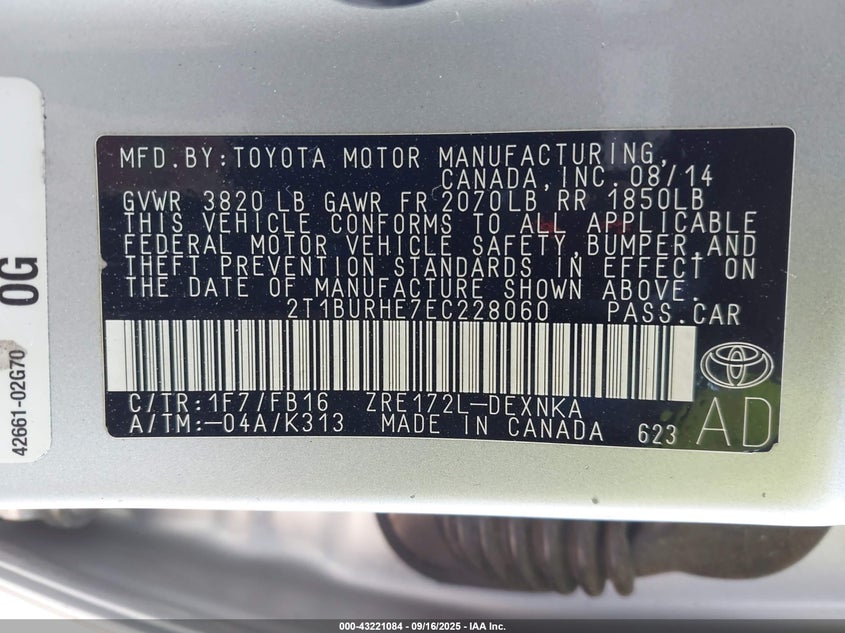 MFD.BY:TOYOTA MOTOR MANUFACTURING,
CANADA,INC. 08/14
GVWR 3820 LB GAWR FR 2070LB RR 1850LB
THIS VEHICLE CONFORMS TO ALL APPLICABLE
FEDERAL MOTOR VEHICLE SAFETY,BUMPER,AND
THEFT PREVENTION STANDARDS IN EFFECT ON
THE DATE OF MANUFACTURE SHOWN ABOVE.
2T1BURHE7EC228060 PASS.CAR
C/TR:1F7/FB16 ZRE172L-DEXNKA
A/TM:-04A/K313 MADE IN CANADA 623 AD
0G
42661-02G70
000-43221084 - 09/16/2025 - IAA Inc.